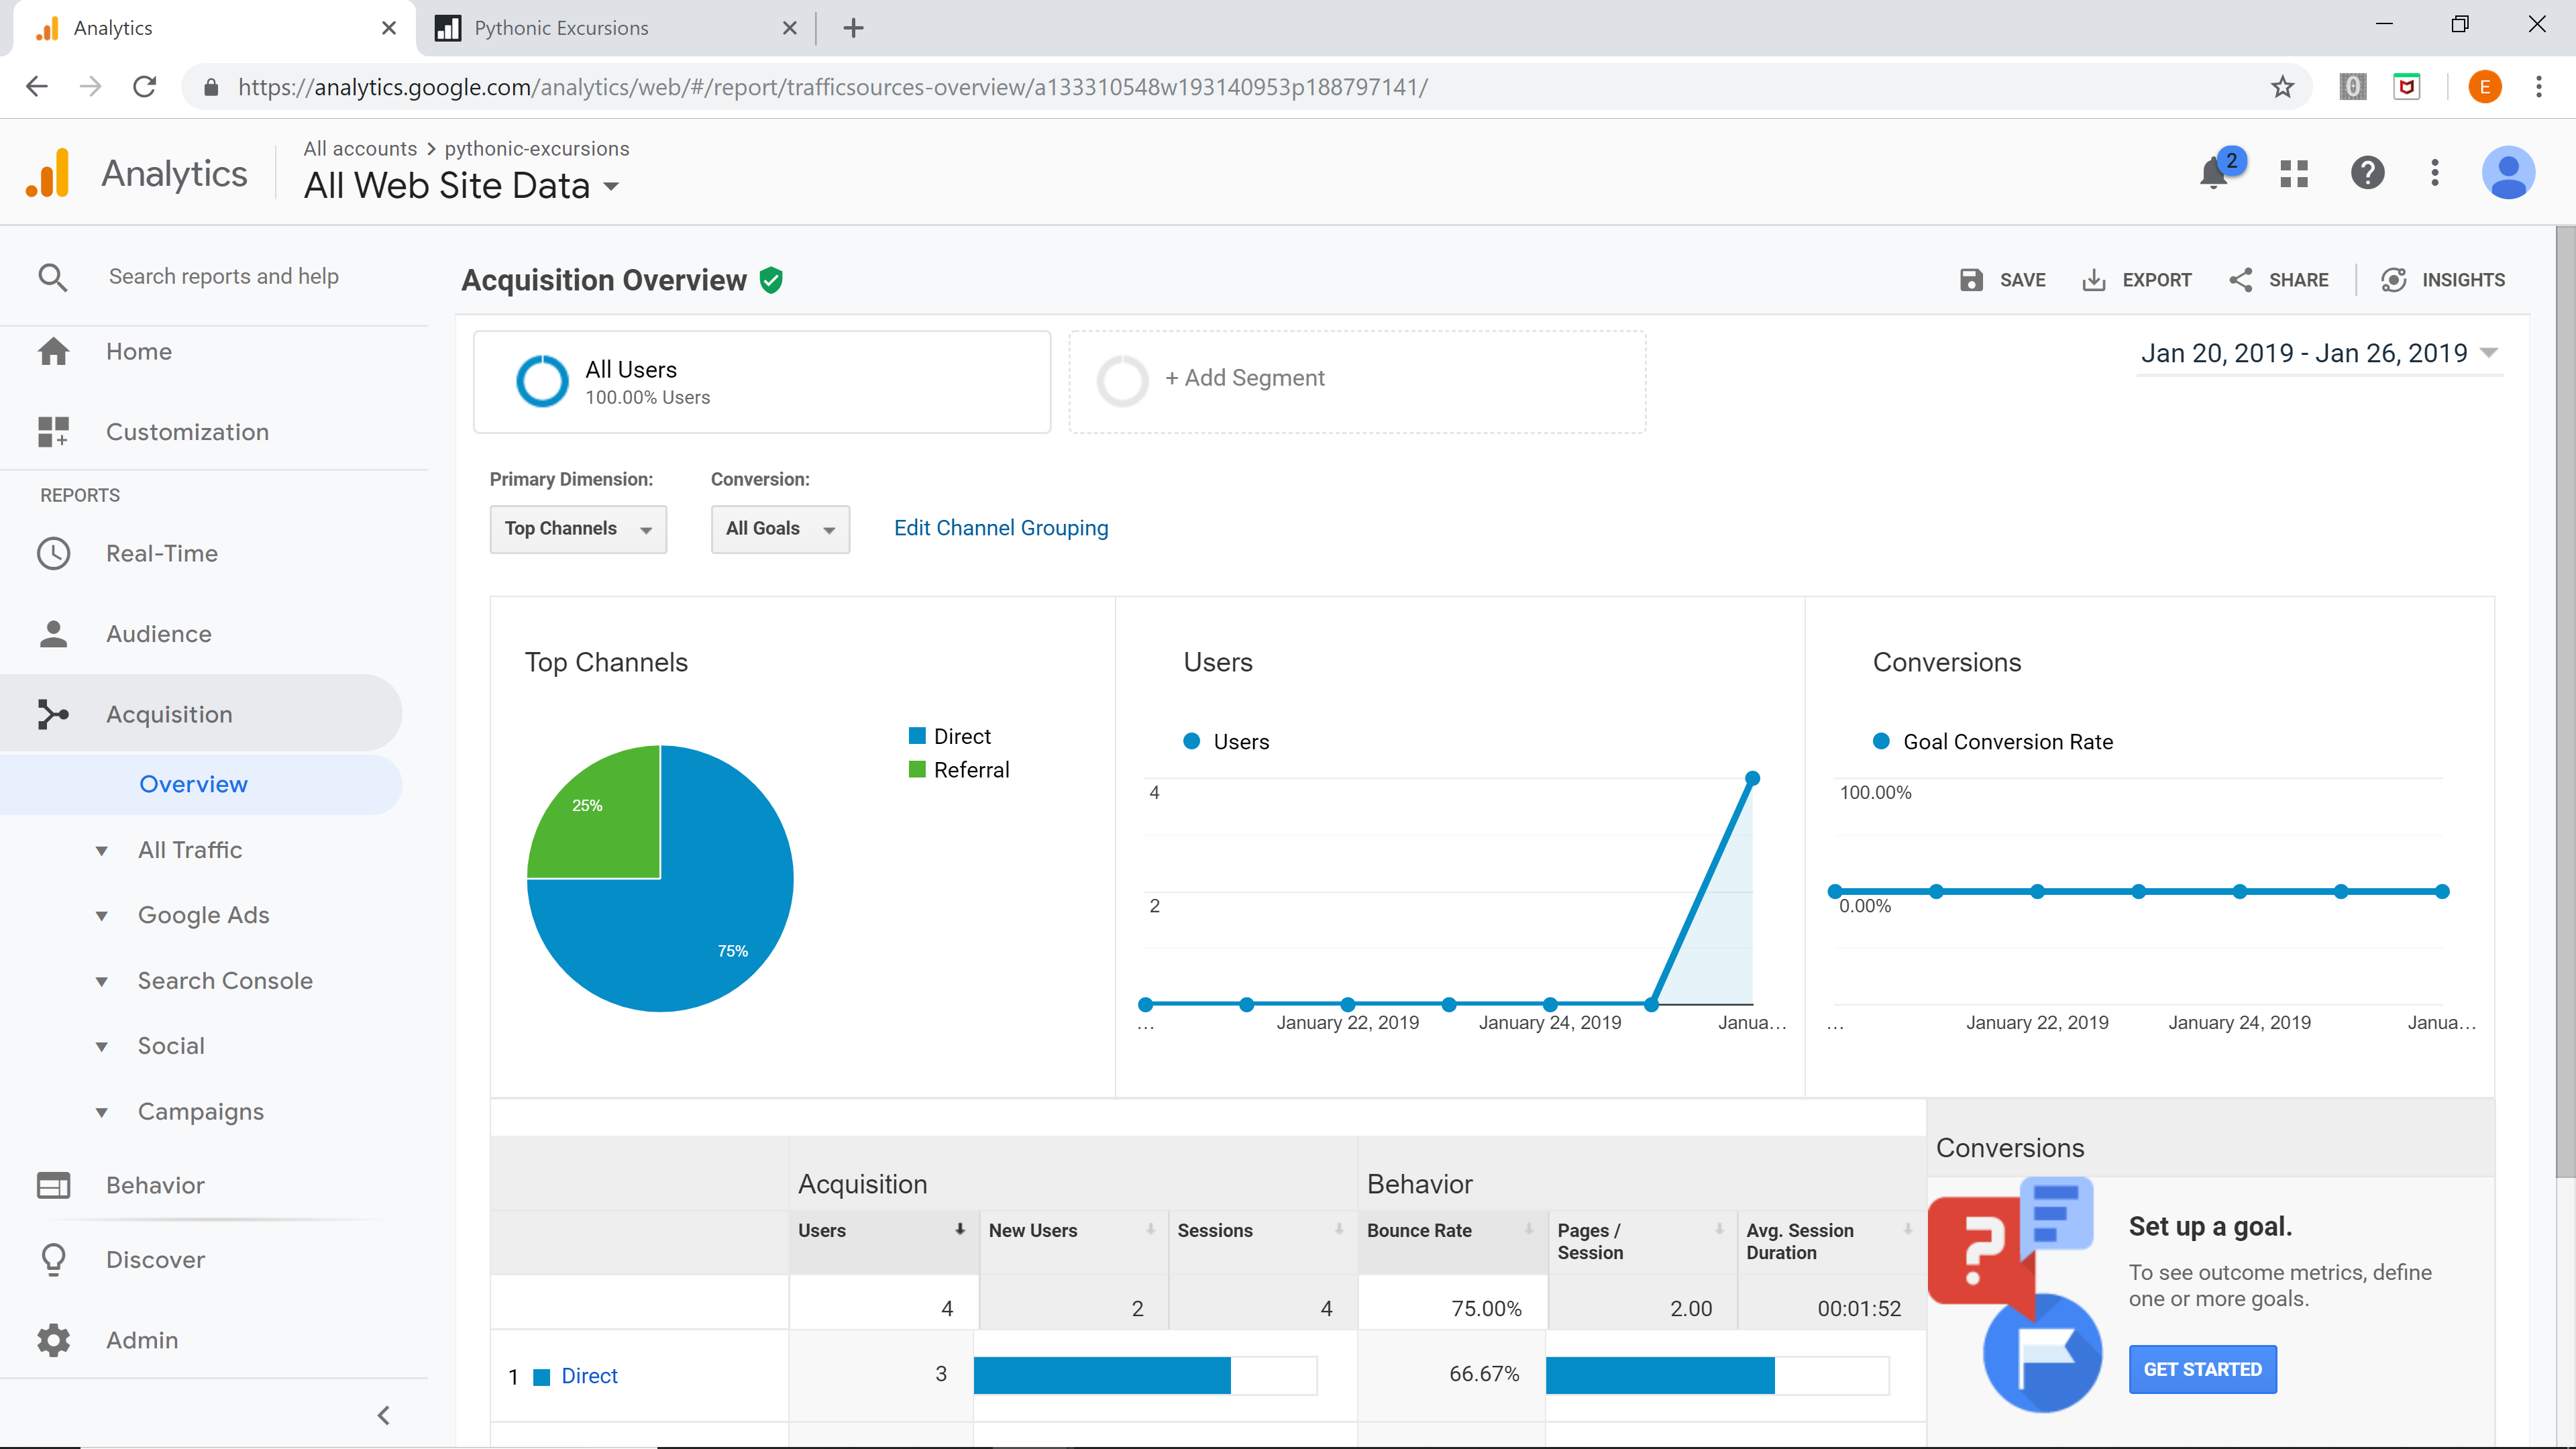 Analytics
Pythonic Excursions
https://analytics.google.com/analytics/web/#/report/trafficsources-overview/a133310548w193140953p188797141/
E
Analytics
All accounts > pythonic-excursions
All Web Site Data
2
Search reports and help
Home
Customization
REPORTS
Real-Time
Audience
Acquisition
Overview
All Traffic
Google Ads
Search Console
Social
Campaigns
Behavior
Discover
Admin
Acquisition Overview
SAVE
EXPORT
SHARE
INSIGHTS
All Users
100.00% Users
+ Add Segment
Jan 20, 2019 - Jan 26, 2019
Primary Dimension:
Conversion:
Top Channels
All Goals
Edit Channel Grouping
Top Channels
Direct
Referral
25%
75%
Users
Users
4
2
...
January 22, 2019
January 24, 2019
Janua...
Conversions
Goal Conversion Rate
100.00%
0.00%
...
January 22, 2019
January 24, 2019
Janua...
Acquisition
Behavior
Conversions
Users
New Users
Sessions
Bounce Rate
Pages /
Session
Avg. Session
Duration
4
2
4
75.00%
2.00
00:01:52
1
Direct
3
66.67%
Set up a goal.
To see outcome metrics, define
one or more goals.
GET STARTED